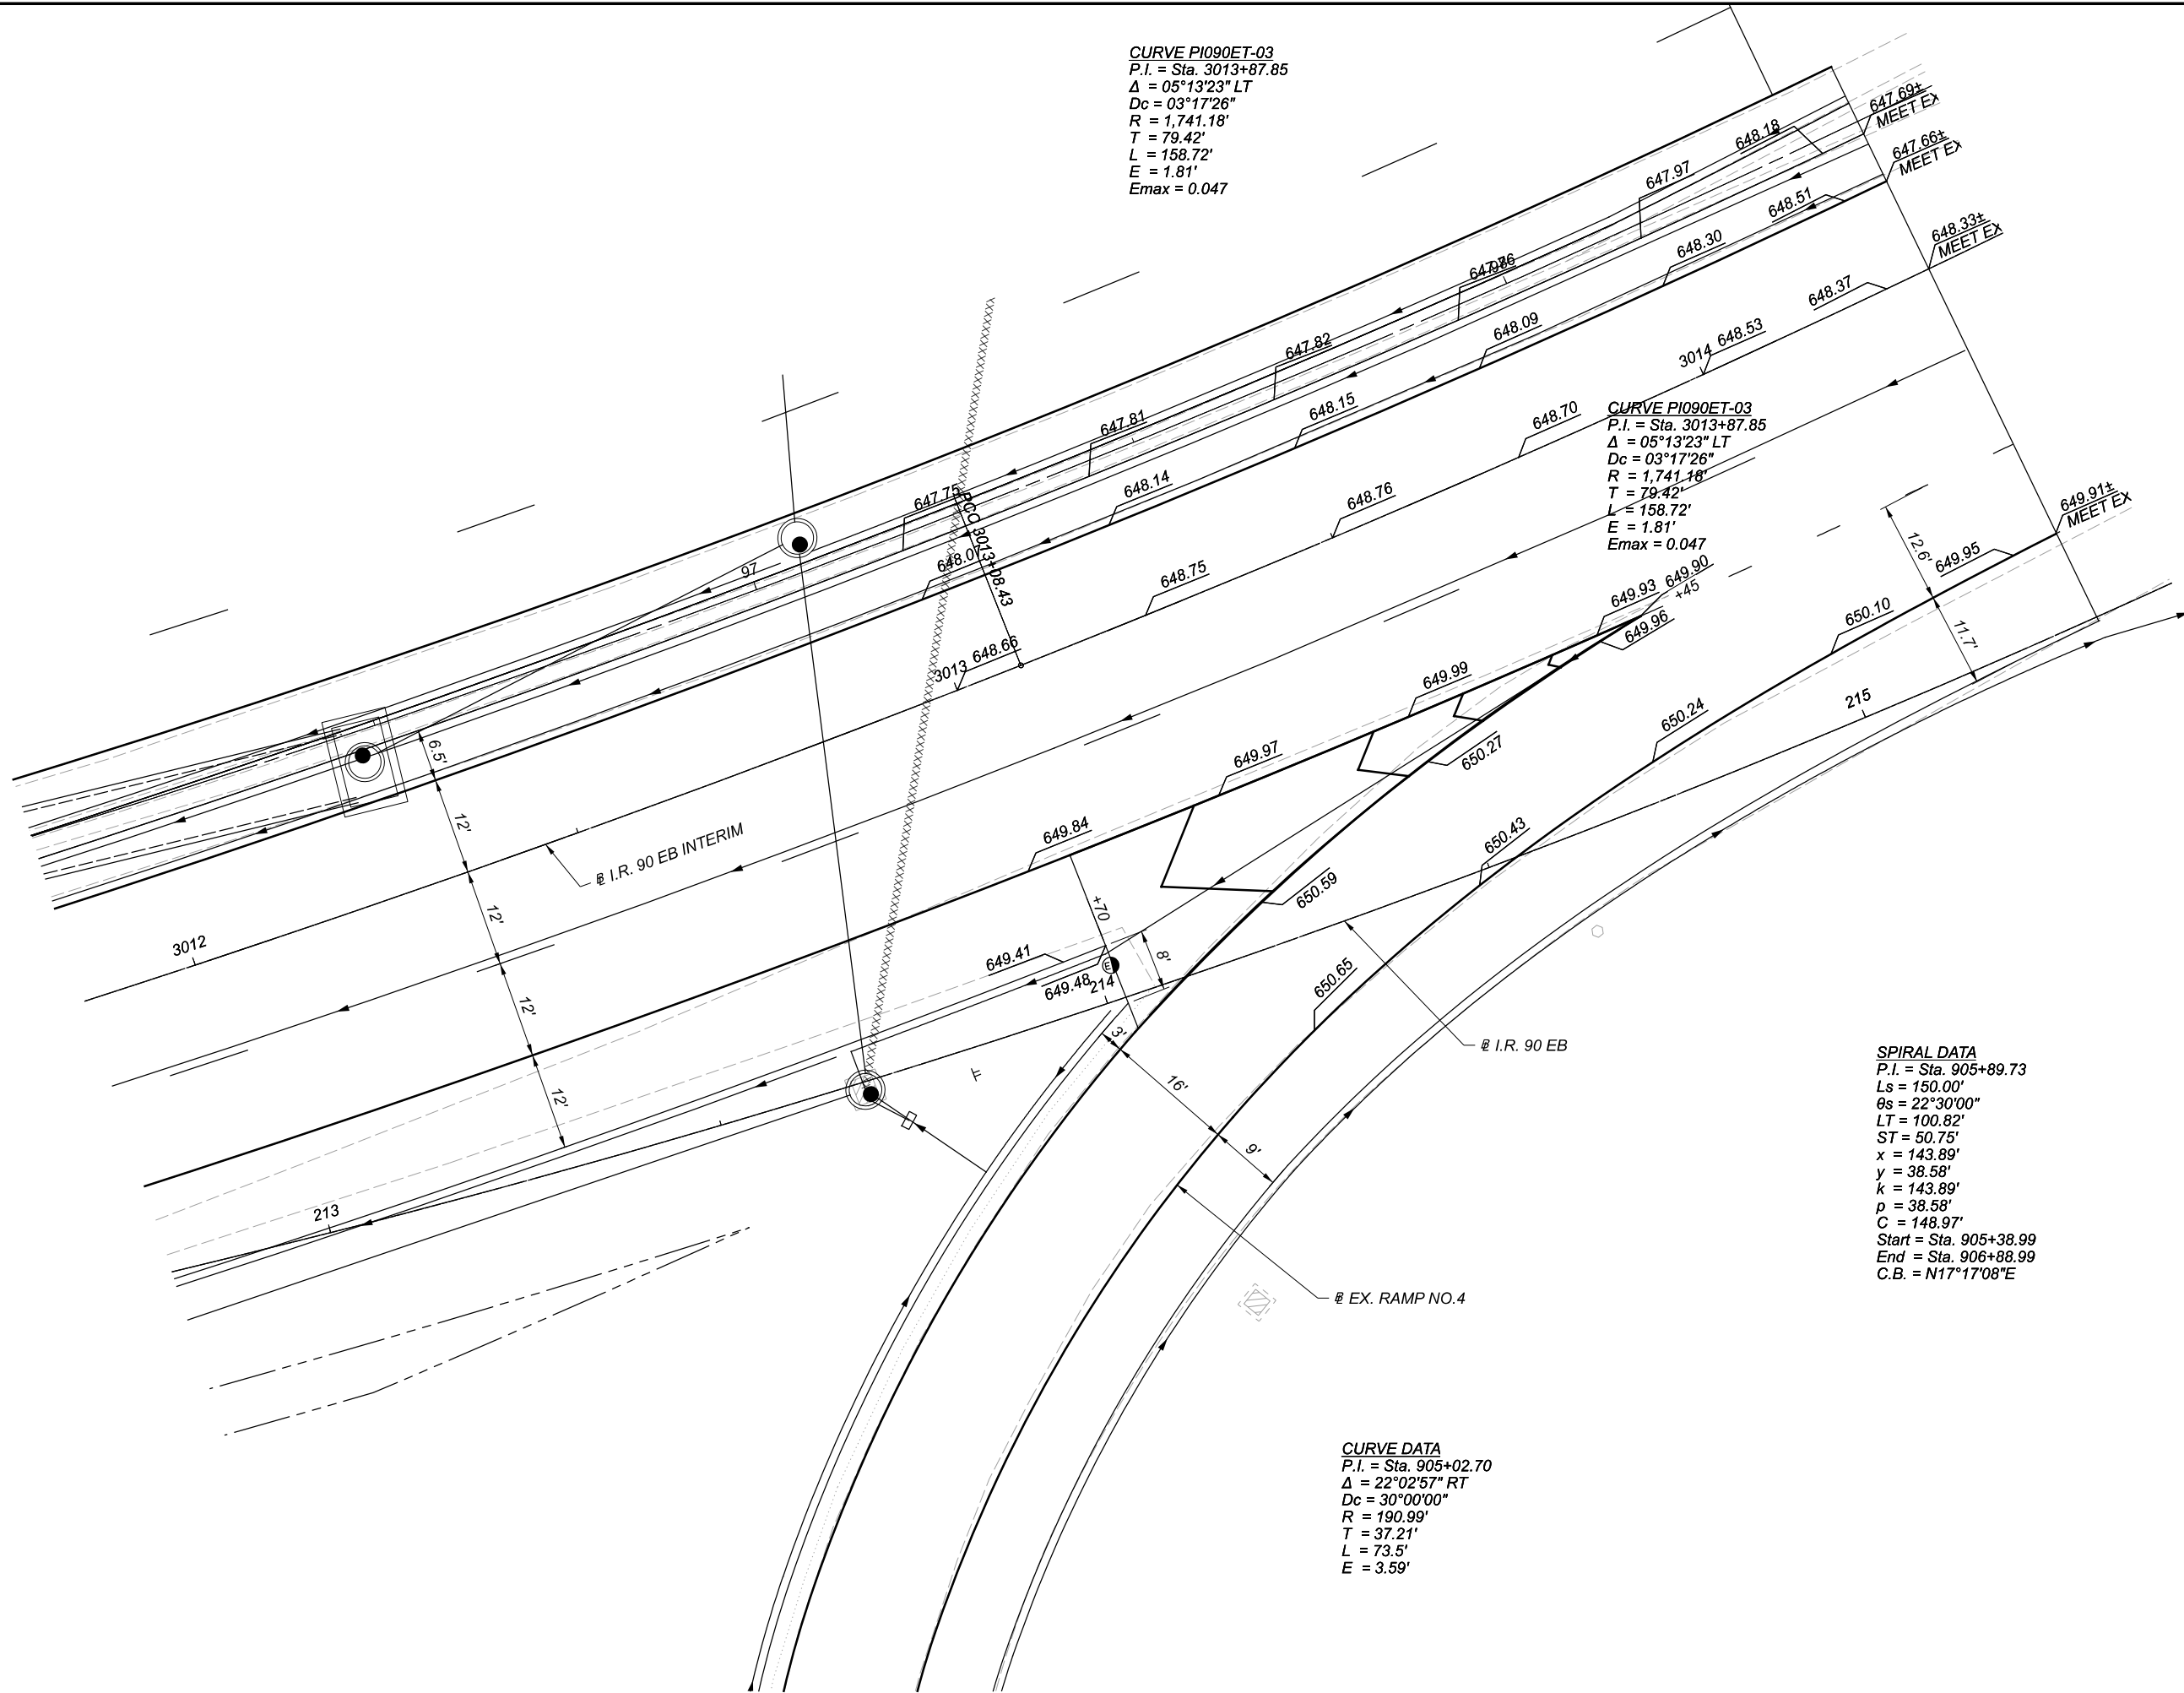 CURVE PI090ET-03
P.I. = Sta. 3013+87.85
Δ = 05°13'23" LT
Dc = 03°17'26"
R = 1,741.18'
T = 79.42'
L = 158.72'
E = 1.81'
Emax = 0.047
647.69±
MEET EX
647.66±
MEET EX
648.33±
MEET EX
649.91±
MEET EX
648.18
647.97
647.82
647.81
647.75
97
648.51
648.30
648.09
648.15
648.14
648.07
648.37
3014 648.53
648.70
648.76
648.75
3013 648.66
PCC 3013+08.43
CURVE PI090ET-03
P.I. = Sta. 3013+87.85
Δ = 05°13'23" LT
Dc = 03°17'26"
R = 1,741.18'
T = 79.42'
L = 158.72'
E = 1.81'
Emax = 0.047
649.90
+45
649.93
649.96
649.99
649.97
649.84
650.27
650.59
649.95
650.10
650.24
650.43
650.65
12.6'
11.7'
215
6.5'
12'
12'
12'
12'
℄ I.R. 90 EB INTERIM
3012
+70
649.41
649.48
214
E
8'
3'
16'
9'
213
℄ I.R. 90 EB
℄ EX. RAMP NO.4
SPIRAL DATA
P.I. = Sta. 905+89.73
Ls = 150.00'
θs = 22°30'00"
LT = 100.82'
ST = 50.75'
x = 143.89'
y = 38.58'
k = 143.89'
p = 38.58'
C = 148.97'
Start = Sta. 905+38.99
End = Sta. 906+88.99
C.B. = N17°17'08"E
CURVE DATA
P.I. = Sta. 905+02.70
Δ = 22°02'57" RT
Dc = 30°00'00"
R = 190.99'
T = 37.21'
L = 73.5'
E = 3.59'